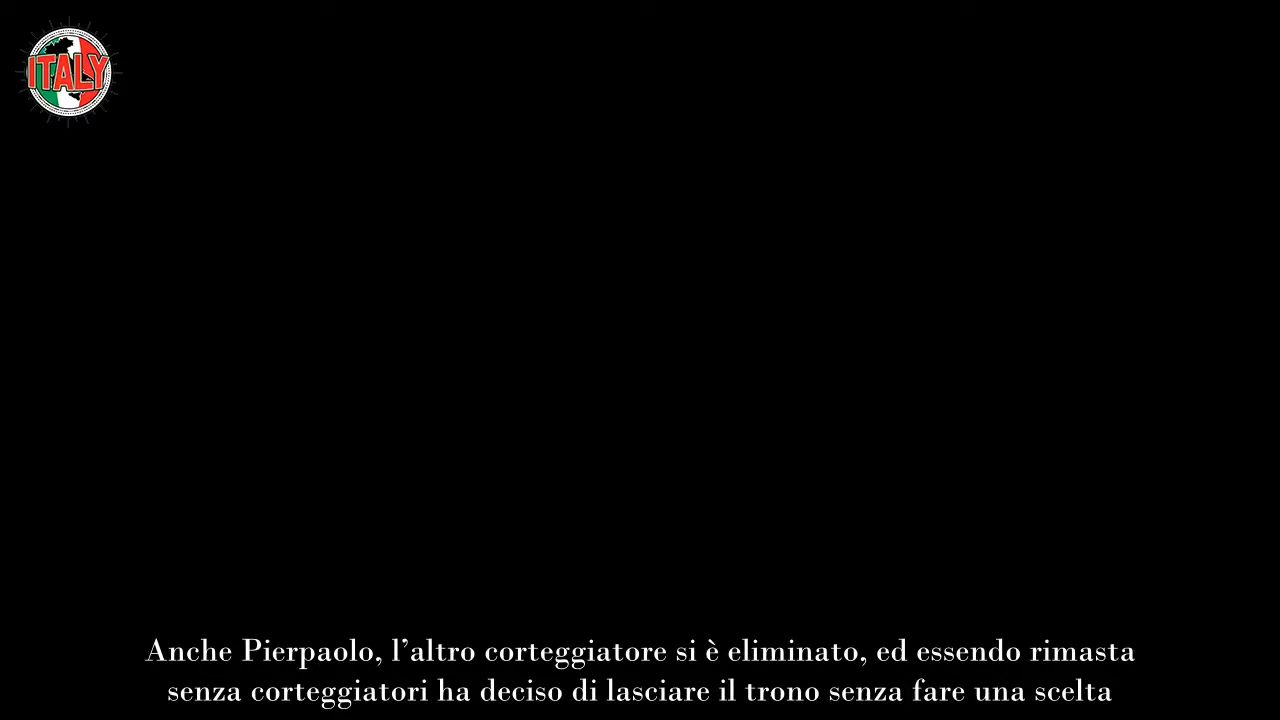 ITALY
Anche Pierpaolo, l’altro corteggiatore si è eliminato, ed essendo rimasta
senza corteggiatori ha deciso di lasciare il trono senza fare una scelta